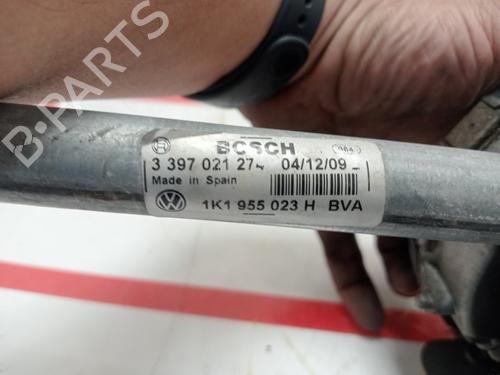 BOSCH
3 397 021 274 04/12/09
Made in Spain
1K1 955 023 H BVA
B-PARTS